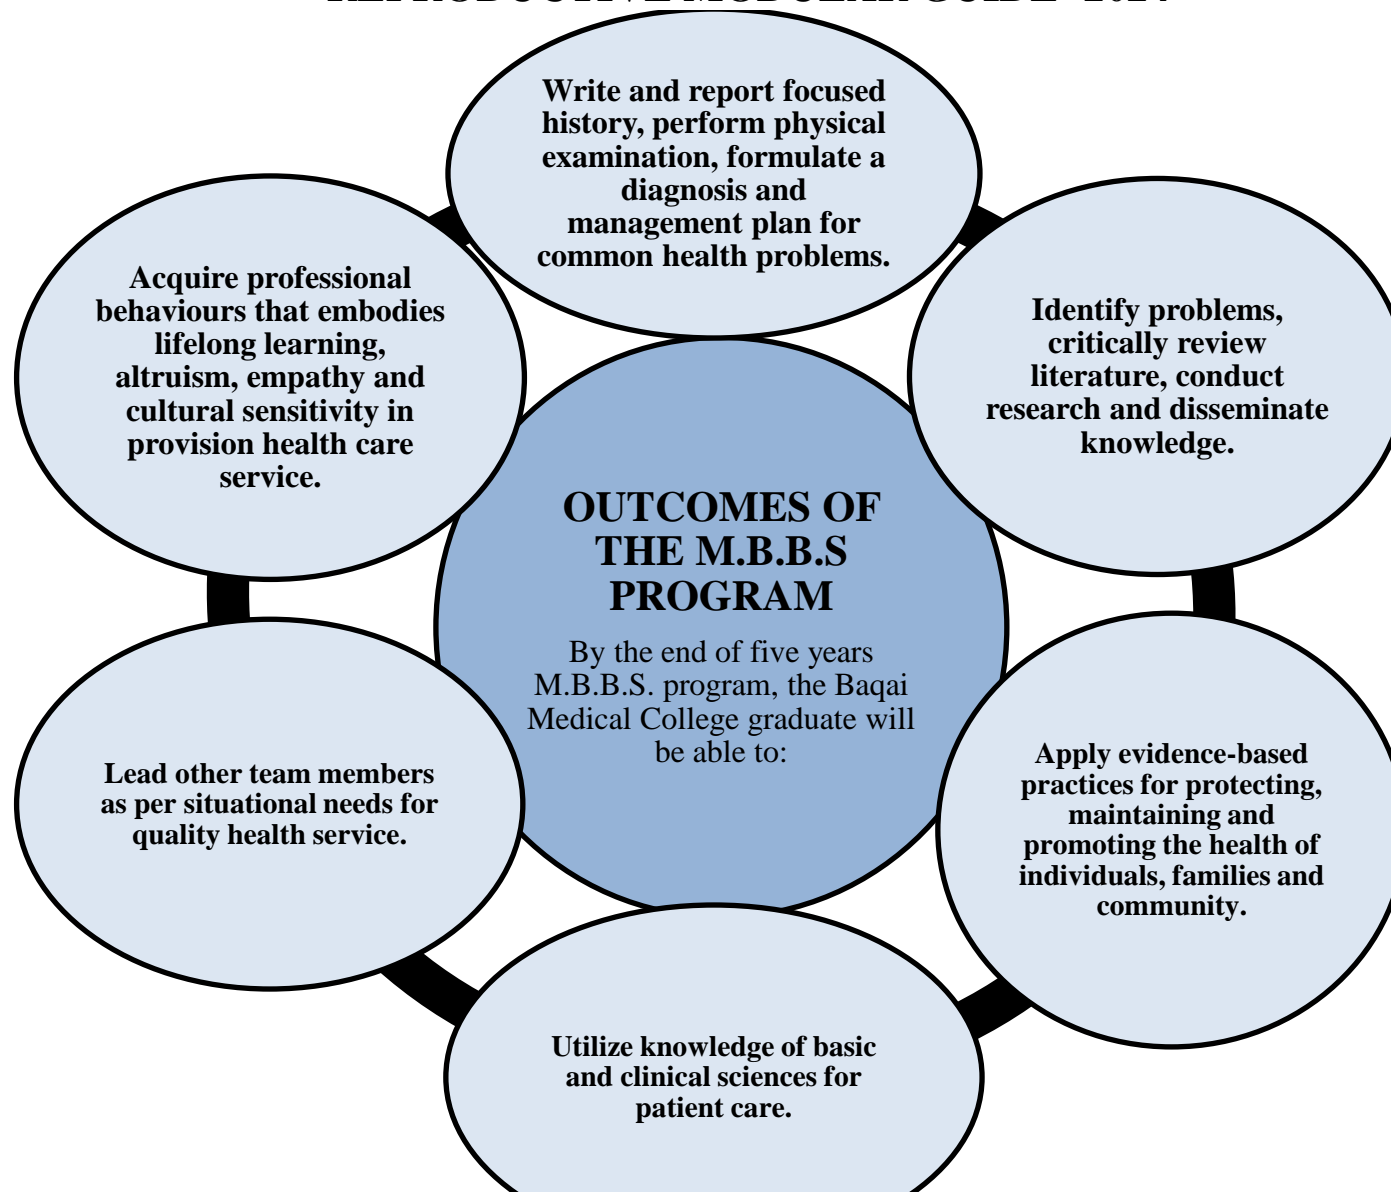 REPRODUCTIVE MODULAR GUIDE
Write and report focused
history, perform physical
examination, formulate a
diagnosis and
management plan for
common health problems.
Identify problems,
critically review
literature, conduct
research and disseminate
knowledge.
Apply evidence-based
practices for protecting,
maintaining and
promoting the health of
individuals, families and
community.
Utilize knowledge of basic
and clinical sciences for
patient care.
Lead other team members
as per situational needs for
quality health service.
Acquire professional
behaviours that embodies
lifelong learning,
altruism, empathy and
cultural sensitivity in
provision health care
service.
OUTCOMES OF
THE M.B.B.S
PROGRAM
By the end of five years
M.B.B.S. program, the Baqai
Medical College graduate will
be able to: